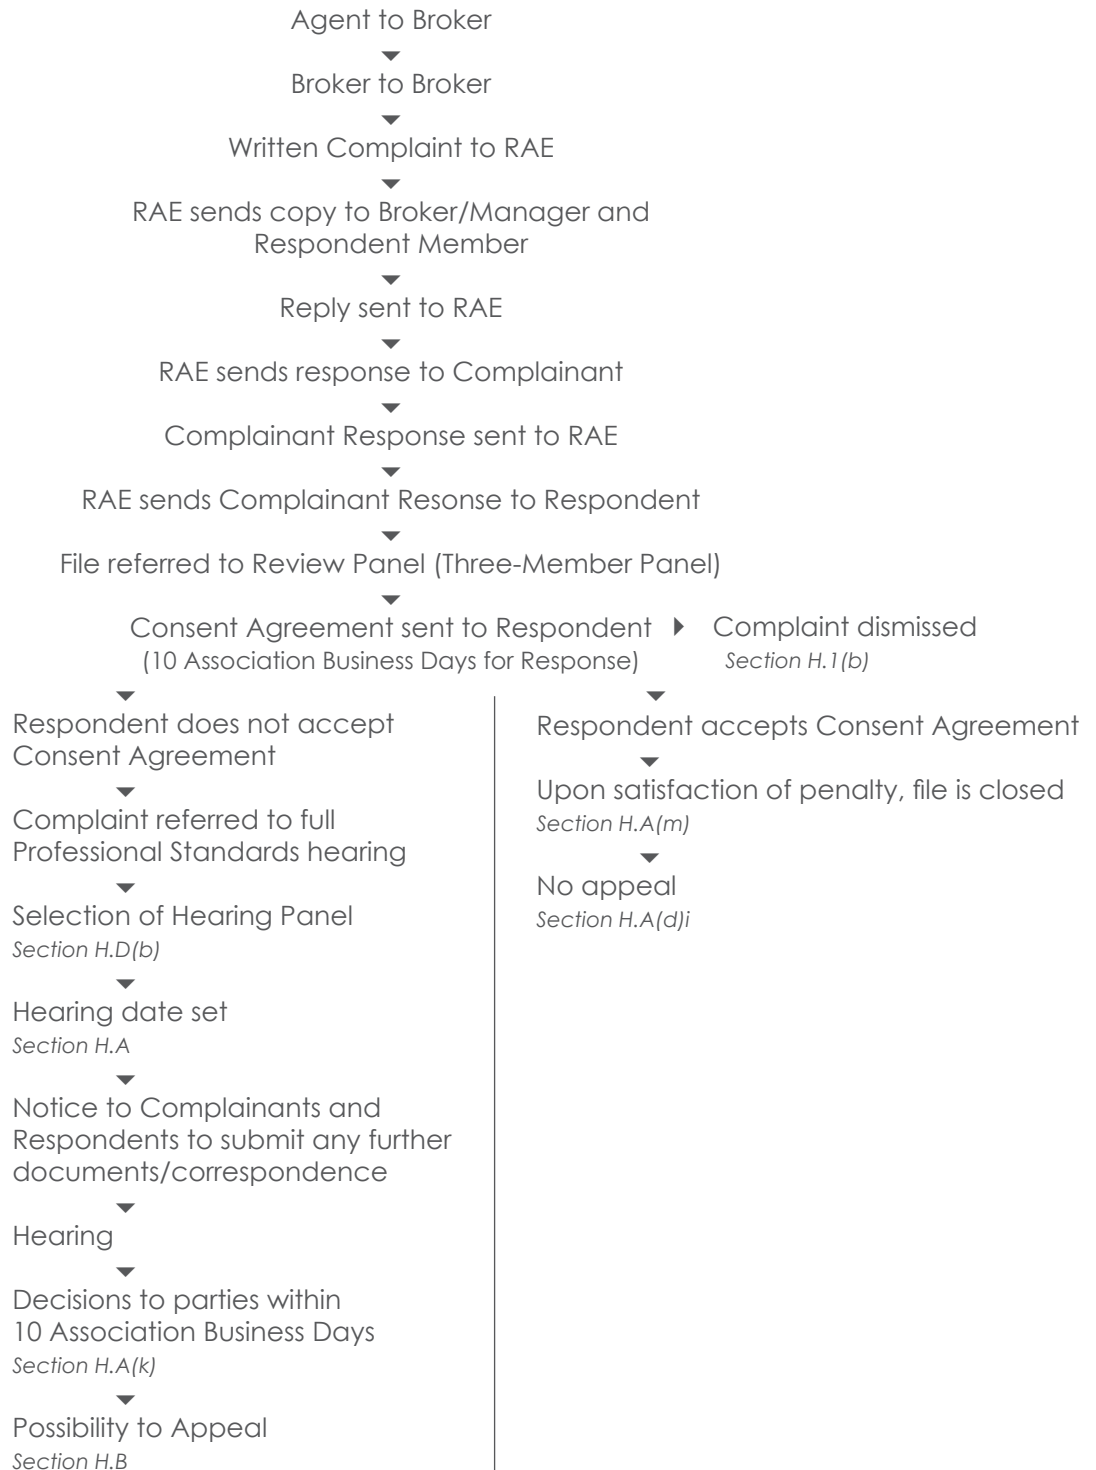 Agent to Broker
Broker to Broker
Written Complaint to RAE
RAE sends copy to Broker/Manager and
Respondent Member
Reply sent to RAE
RAE sends response to Complainant
Complainant Response sent to RAE
RAE sends Complainant Resonse to Respondent
File referred to Review Panel (Three-Member Panel)
Consent Agreement sent to Respondent
(10 Association Business Days for Response)
Complaint dismissed
Section H.1(b)
Respondent does not accept
Consent Agreement
Complaint referred to full
Professional Standards hearing
Selection of Hearing Panel
Section H.D(b)
Hearing date set
Section H.A
Notice to Complainants and
Respondents to submit any further
documents/correspondence
Hearing
Decisions to parties within
10 Association Business Days
Section H.A(k)
Possibility to Appeal
Section H.B
Respondent accepts Consent Agreement
Upon satisfaction of penalty, file is closed
Section H.A(m)
No appeal
Section H.A(d)i